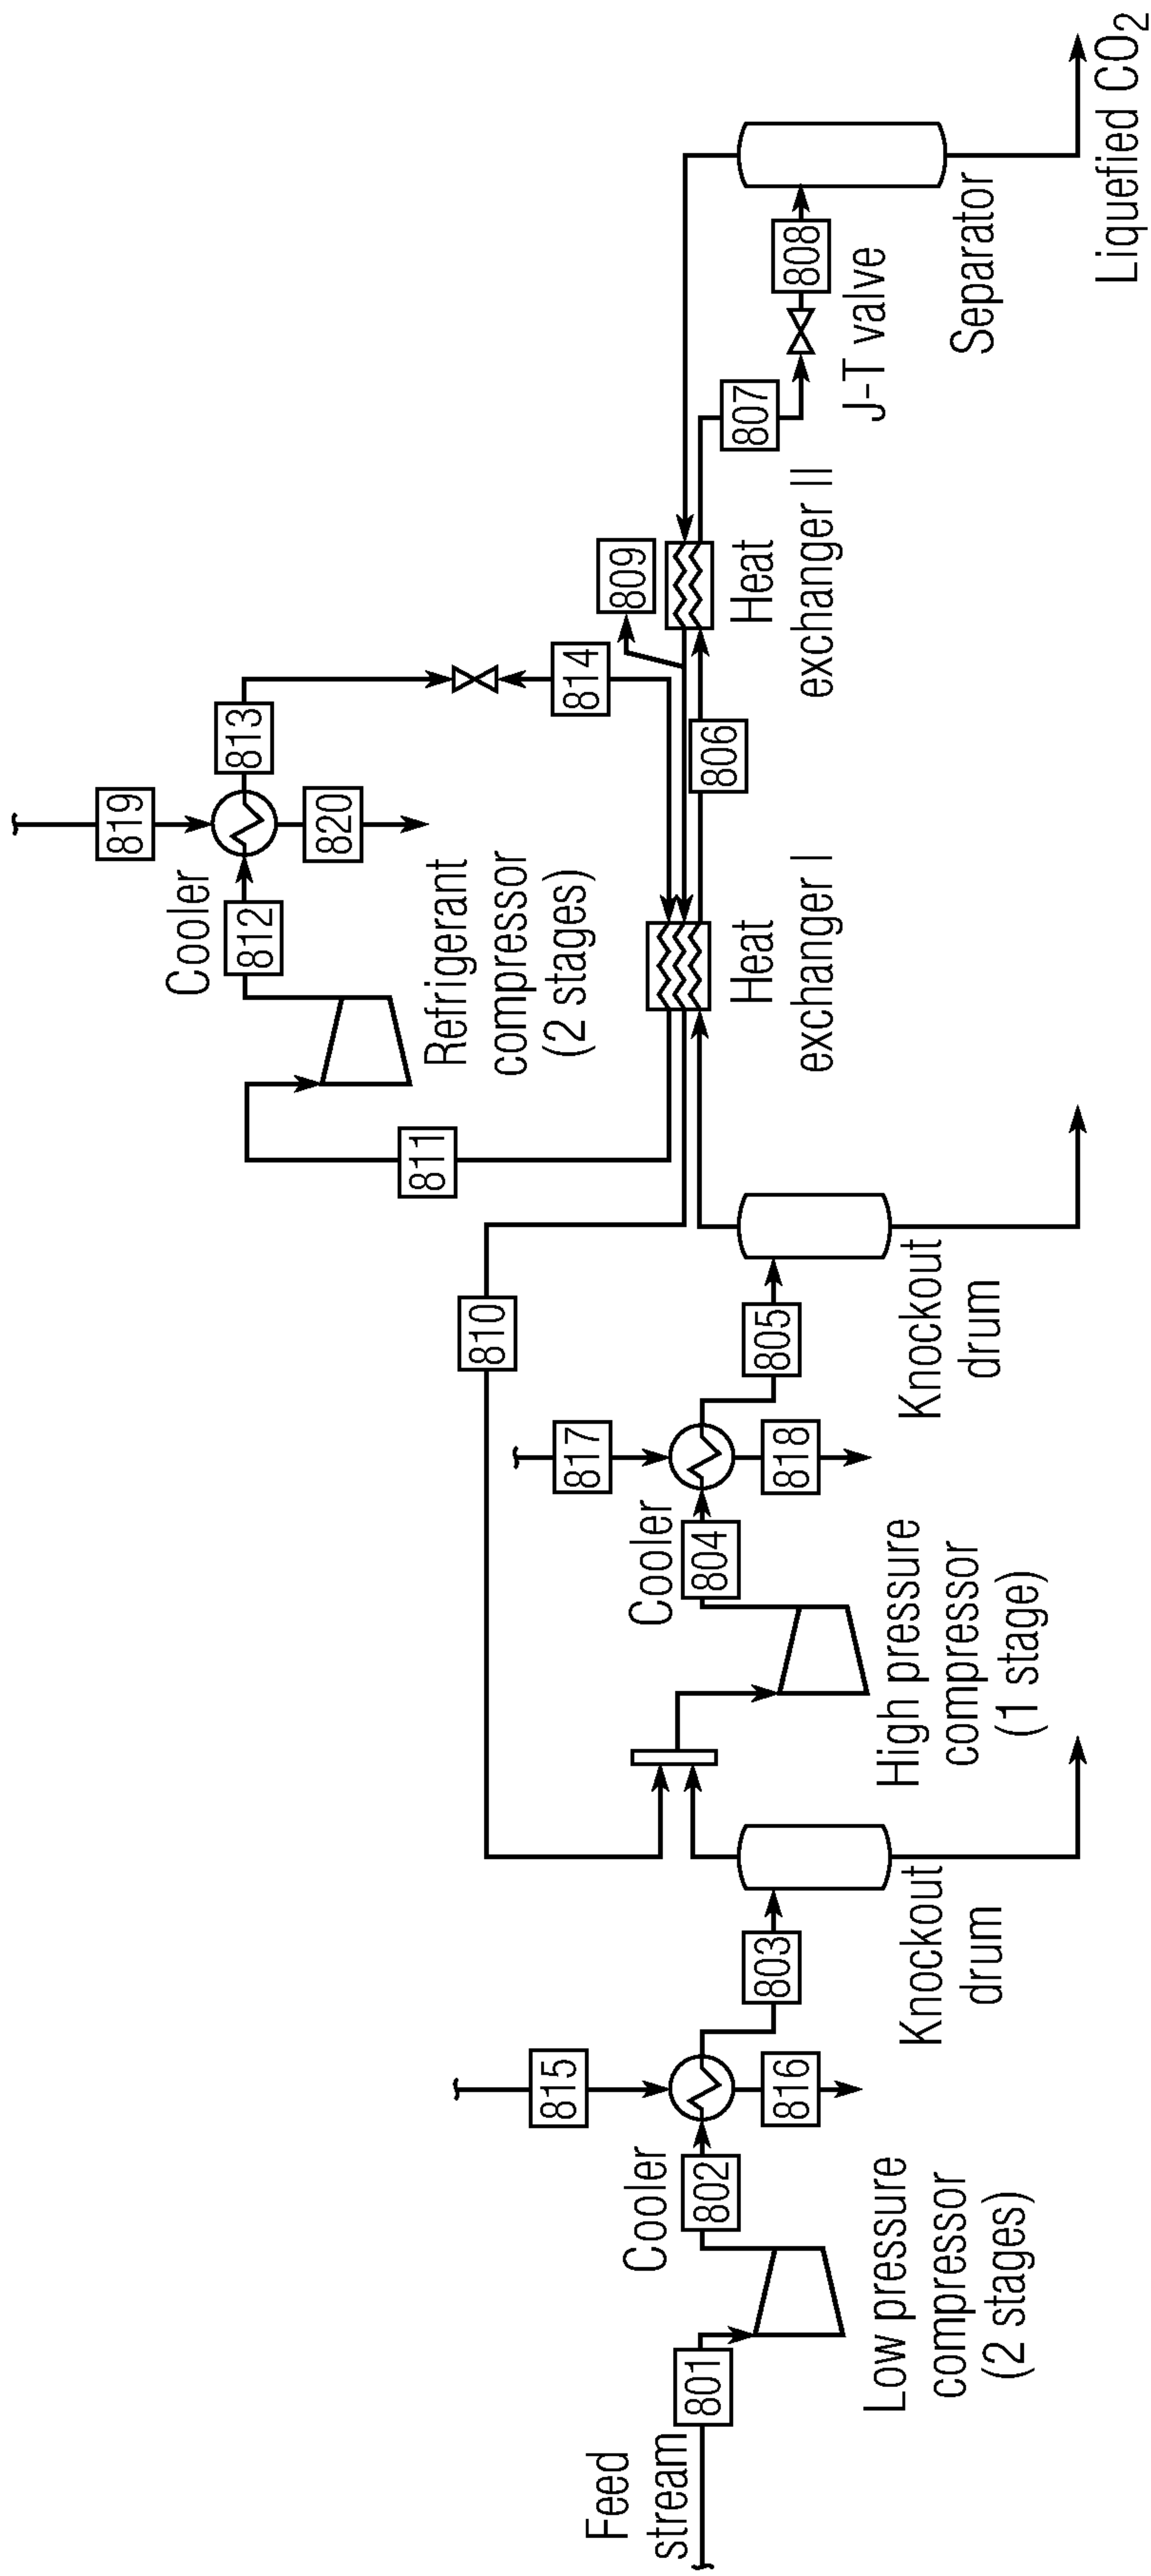 Feed
stream
801
Low pressure
compressor
(2 stages)
Cooler
802
815
816
803
Knockout
drum
810
High pressure
compressor
(1 stage)
Cooler
804
817
818
805
Knockout
drum
811
Refrigerant
compressor
(2 stages)
Cooler
812
819
820
813
814
Heat
exchanger I
806
809
Heat
exchanger II
807
J-T valve
808
Separator
Liquefied CO2